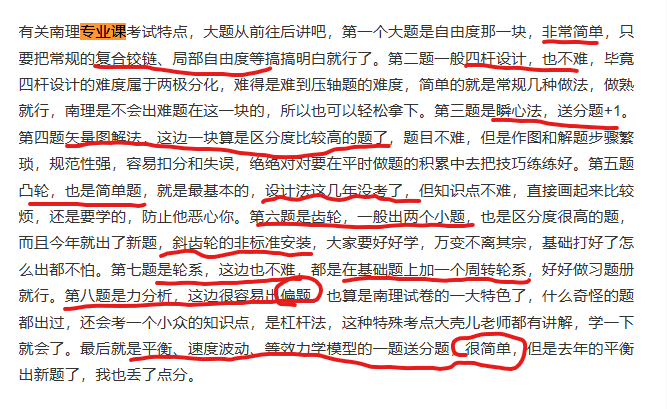 有关南理专业课考试特点，大题从前往后讲吧，第一个大题是自由度那一块，非常简单，只
要把常规的复合铰链、局部自由度等搞搞明白就行了。第二题一般四杆设计，也不难，毕竟
四杆设计的难度属于两极分化，难得是难到压轴题的难度，简单的就是常规几种做法，做熟
就行，南理是不会出难题在这一块的，所以也可以轻松拿下。第三题是瞬心法，送分题+1。
第四题矢量图解法，这边一块算是区分度比较高的题了，题目不难，但是作图和解题步骤繁
琐，规范性强，容易扣分和失误，绝绝对对要在平时做题的积累中去把技巧练练好。第五题
凸轮，也是简单题，就是最基本的，设计法这几年没考了，但知识点不难，直接画起来比较
烦，还是要学的，防止他恶心你。第六题是齿轮，一般出两个小题，也是区分度很高的题，
而且今年就出了新题，斜齿轮的非标准安装，大家要好好学，万变不离其宗，基础打好了怎
么出都不怕。第七题是轮系，这边也不难，都是在基础题上加一个周转轮系，好好做习题册
就行。第八题是力分析，这边很容易出偏题，也算是南理试卷的一大特色了，什么奇怪的题
都出过，还会考一个小众的知识点，是杠杆法，这种特殊考点大亮儿老师都有讲解，学一下
就会了。最后就是平衡、速度波动、等效力学模型的一题送分题，很简单，但是去年的平衡
出新题了，我也丢了点分。